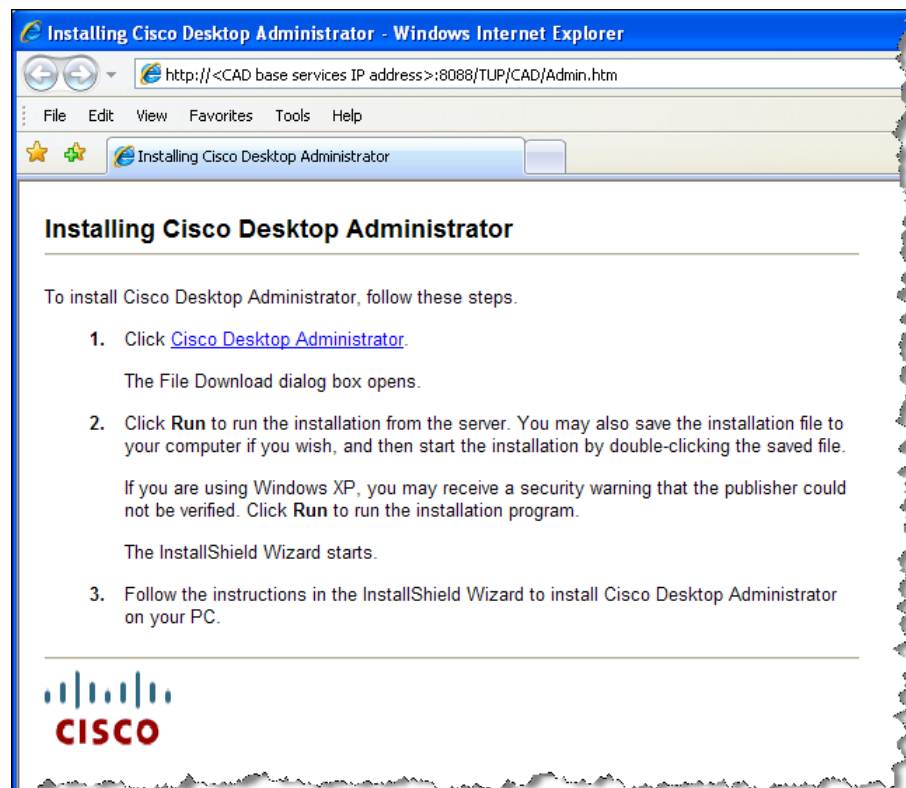 Installing Cisco Desktop Administrator - Windows Internet Explorer
http://<CAD base services IP address>:8088/TUP/CAD/Admin.htm
File Edit View Favorites Tools Help
Installing Cisco Desktop Administrator
Installing Cisco Desktop Administrator
To install Cisco Desktop Administrator, follow these steps.
1. Click Cisco Desktop Administrator.
The File Download dialog box opens.
2. Click Run to run the installation from the server. You may also save the installation file to
your computer if you wish, and then start the installation by double-clicking the saved file.
If you are using Windows XP, you may receive a security warning that the publisher could
not be verified. Click Run to run the installation program.
The InstallShield Wizard starts.
3. Follow the instructions in the InstallShield Wizard to install Cisco Desktop Administrator
on your PC.
CISCO